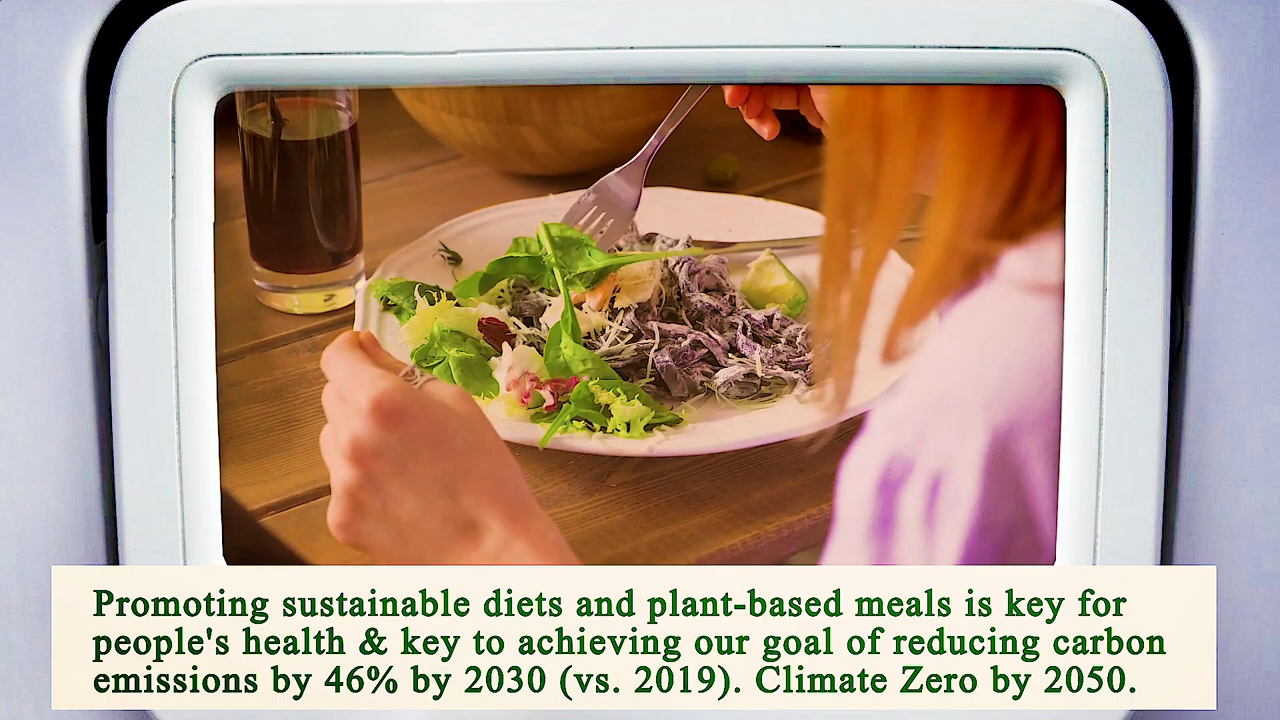 Promoting sustainable diets and plant-based meals is key for
people's health & key to achieving our goal of reducing carbon
emissions by 46% by 2030 (vs. 2019). Climate Zero by 2050.